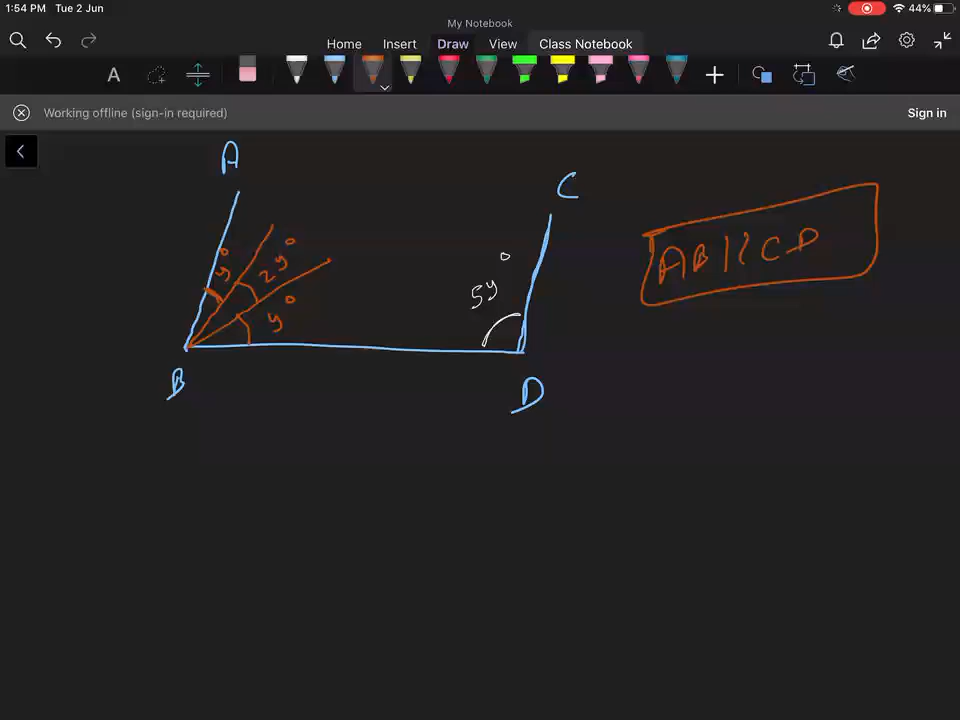 1:54 PM Tue 2 Jun
44%
My Notebook
Home Insert Draw View Class Notebook
A
Working offline (sign-in required)
Sign in
A
C
y°
2y°
y°
5y°
AB || CD
B
D